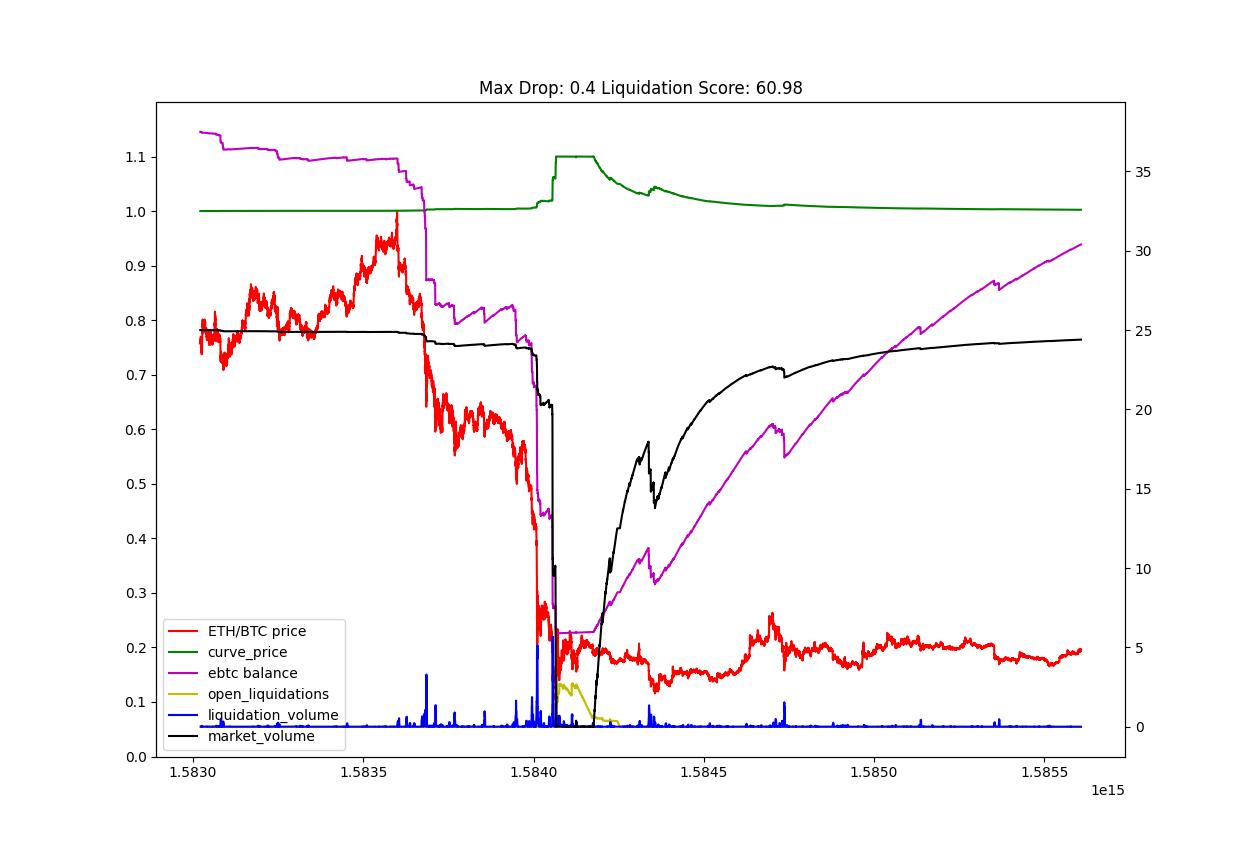 Max Drop: 0.4 Liquidation Score: 60.98
1.1
1.0
0.9
0.8
0.7
0.6
0.5
0.4
0.3
0.2
0.1
0.0
35
30
25
20
15
10
5
0
ETH/BTC price
curve_price
ebtc balance
open_liquidations
liquidation_volume
market_volume
1.5830 1.5835 1.5840 1.5845 1.5850 1.5855
1e15